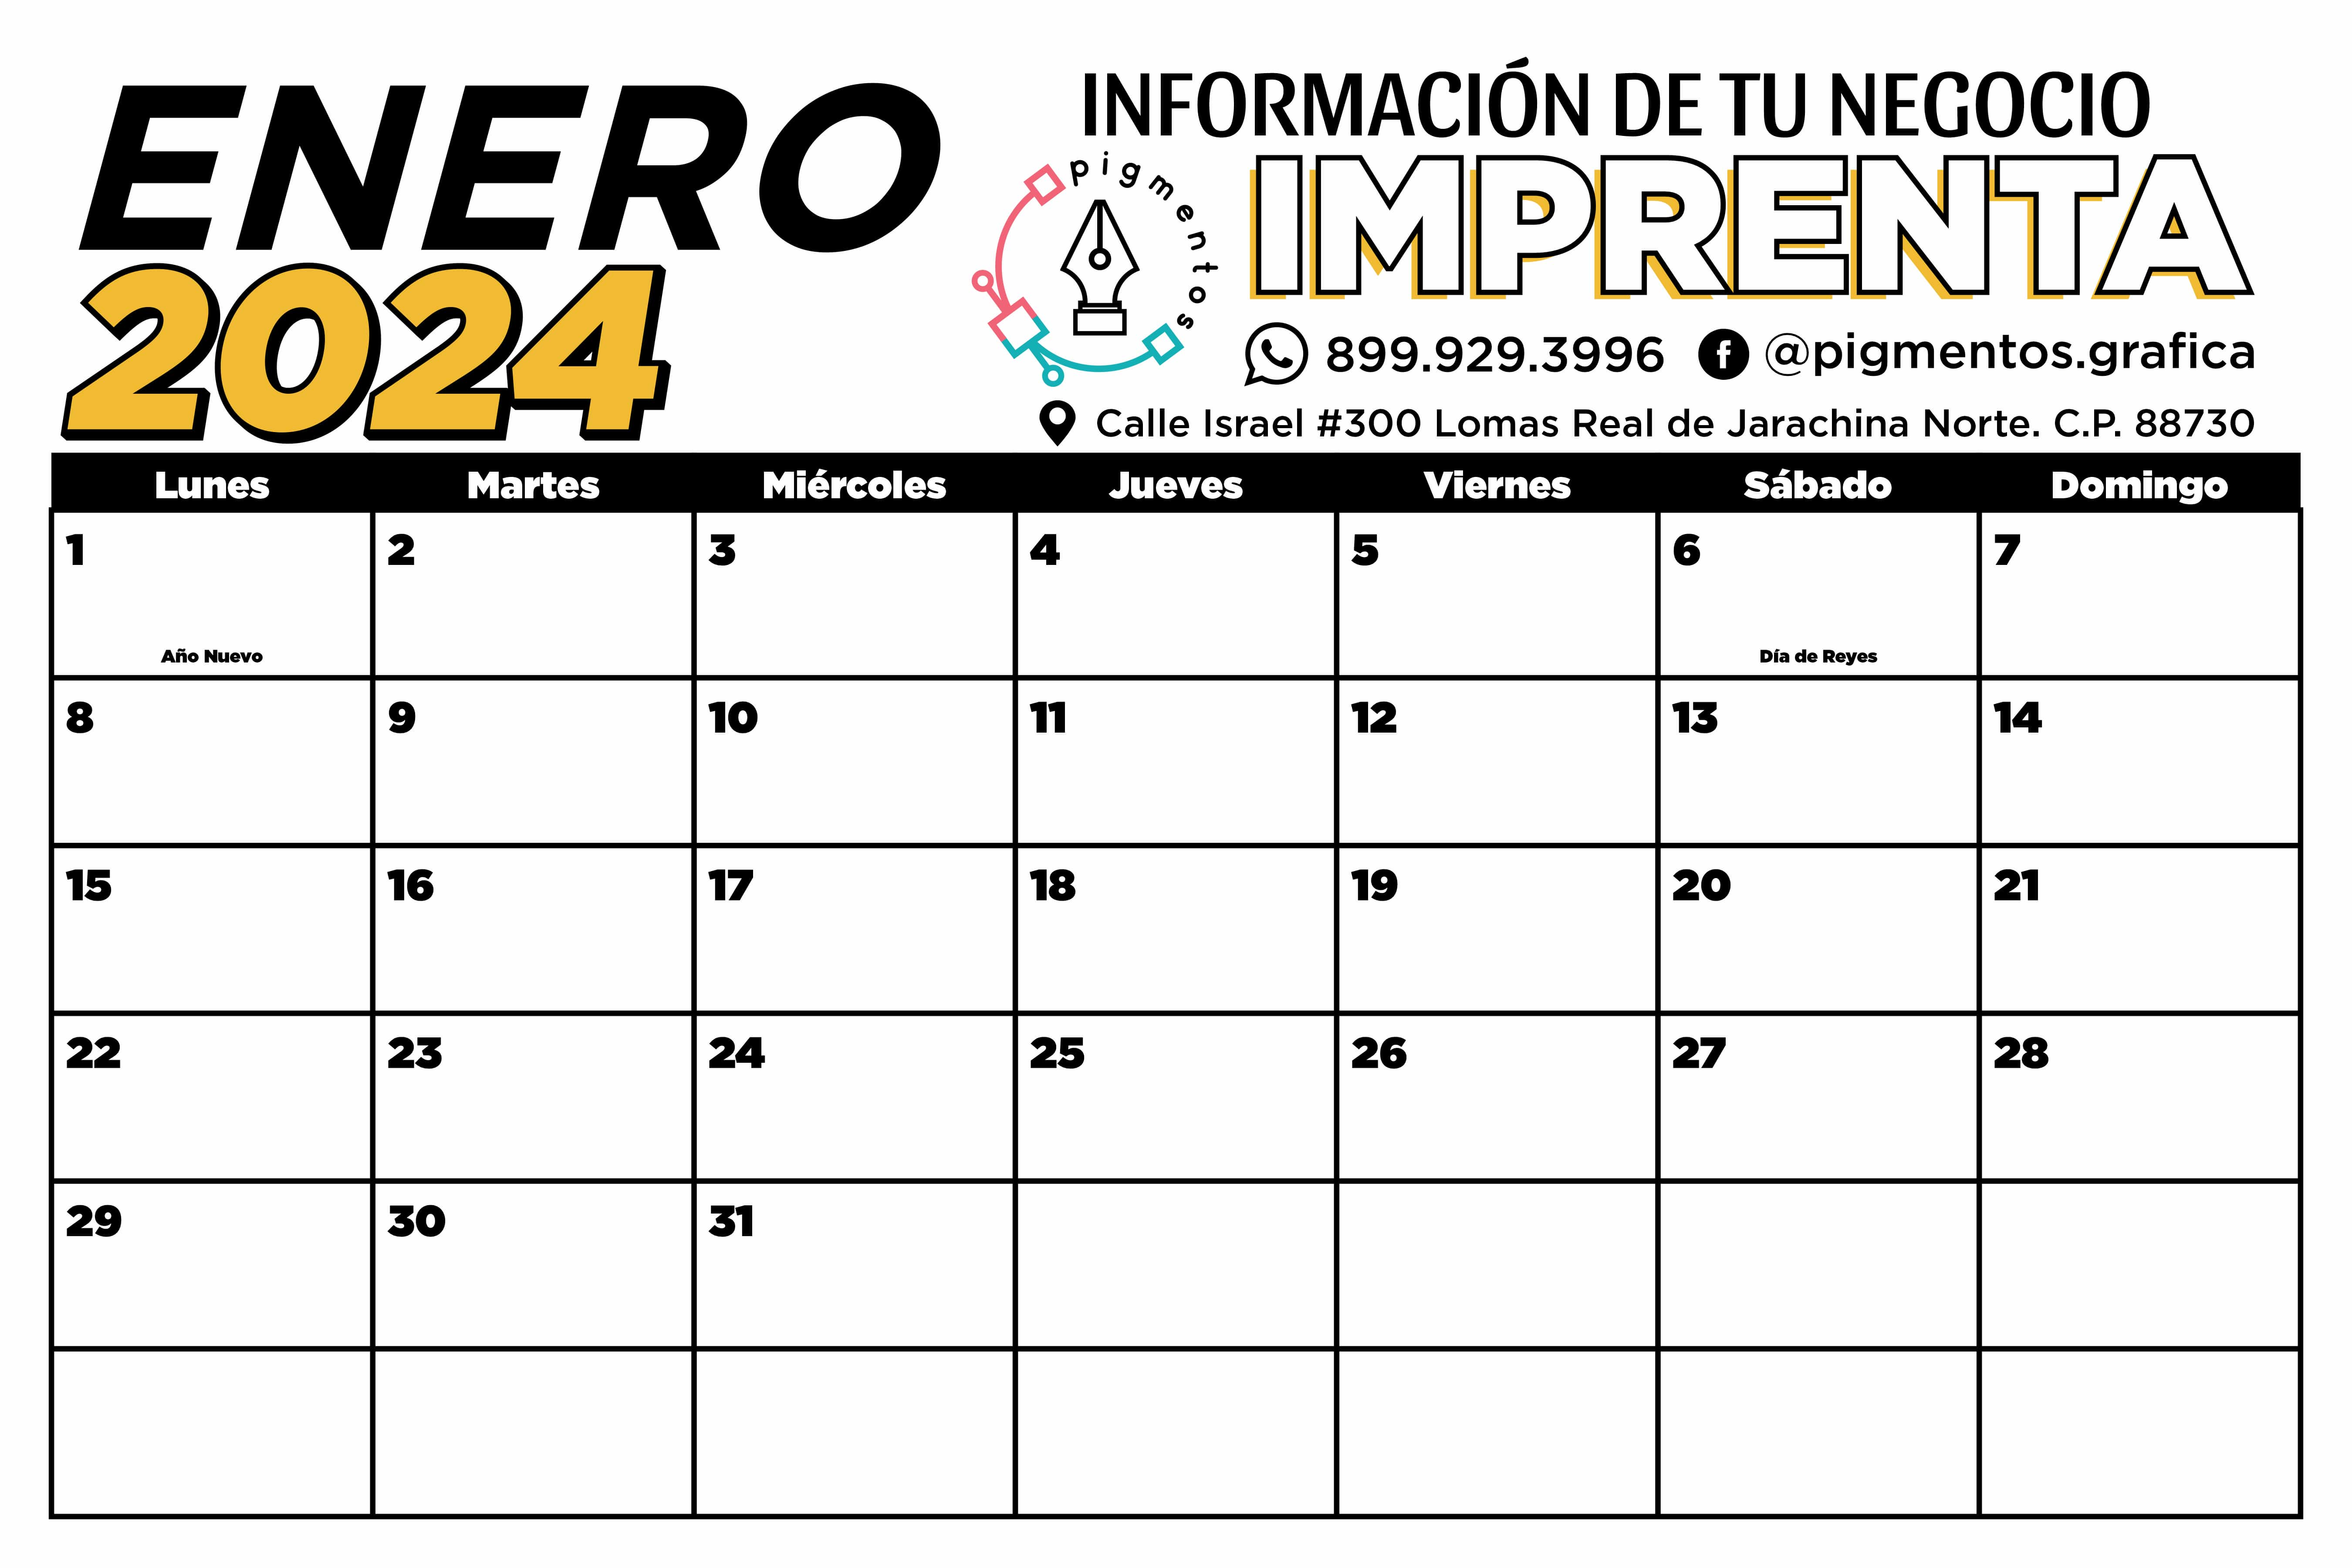 ENERO
2024
INFORMACIÓN DE TU NEGOCIO
pigmentos
IMPRENTA
899.929.3996 @pigmentos.grafica
Calle Israel #300 Lomas Real de Jarachina Norte. C.P. 88730
Lunes Martes Miércoles Jueves Viernes Sábado Domingo
1 2 3 4 5 6 7
Año Nuevo Día de Reyes
8 9 10 11 12 13 14
15 16 17 18 19 20 21
22 23 24 25 26 27 28
29 30 31